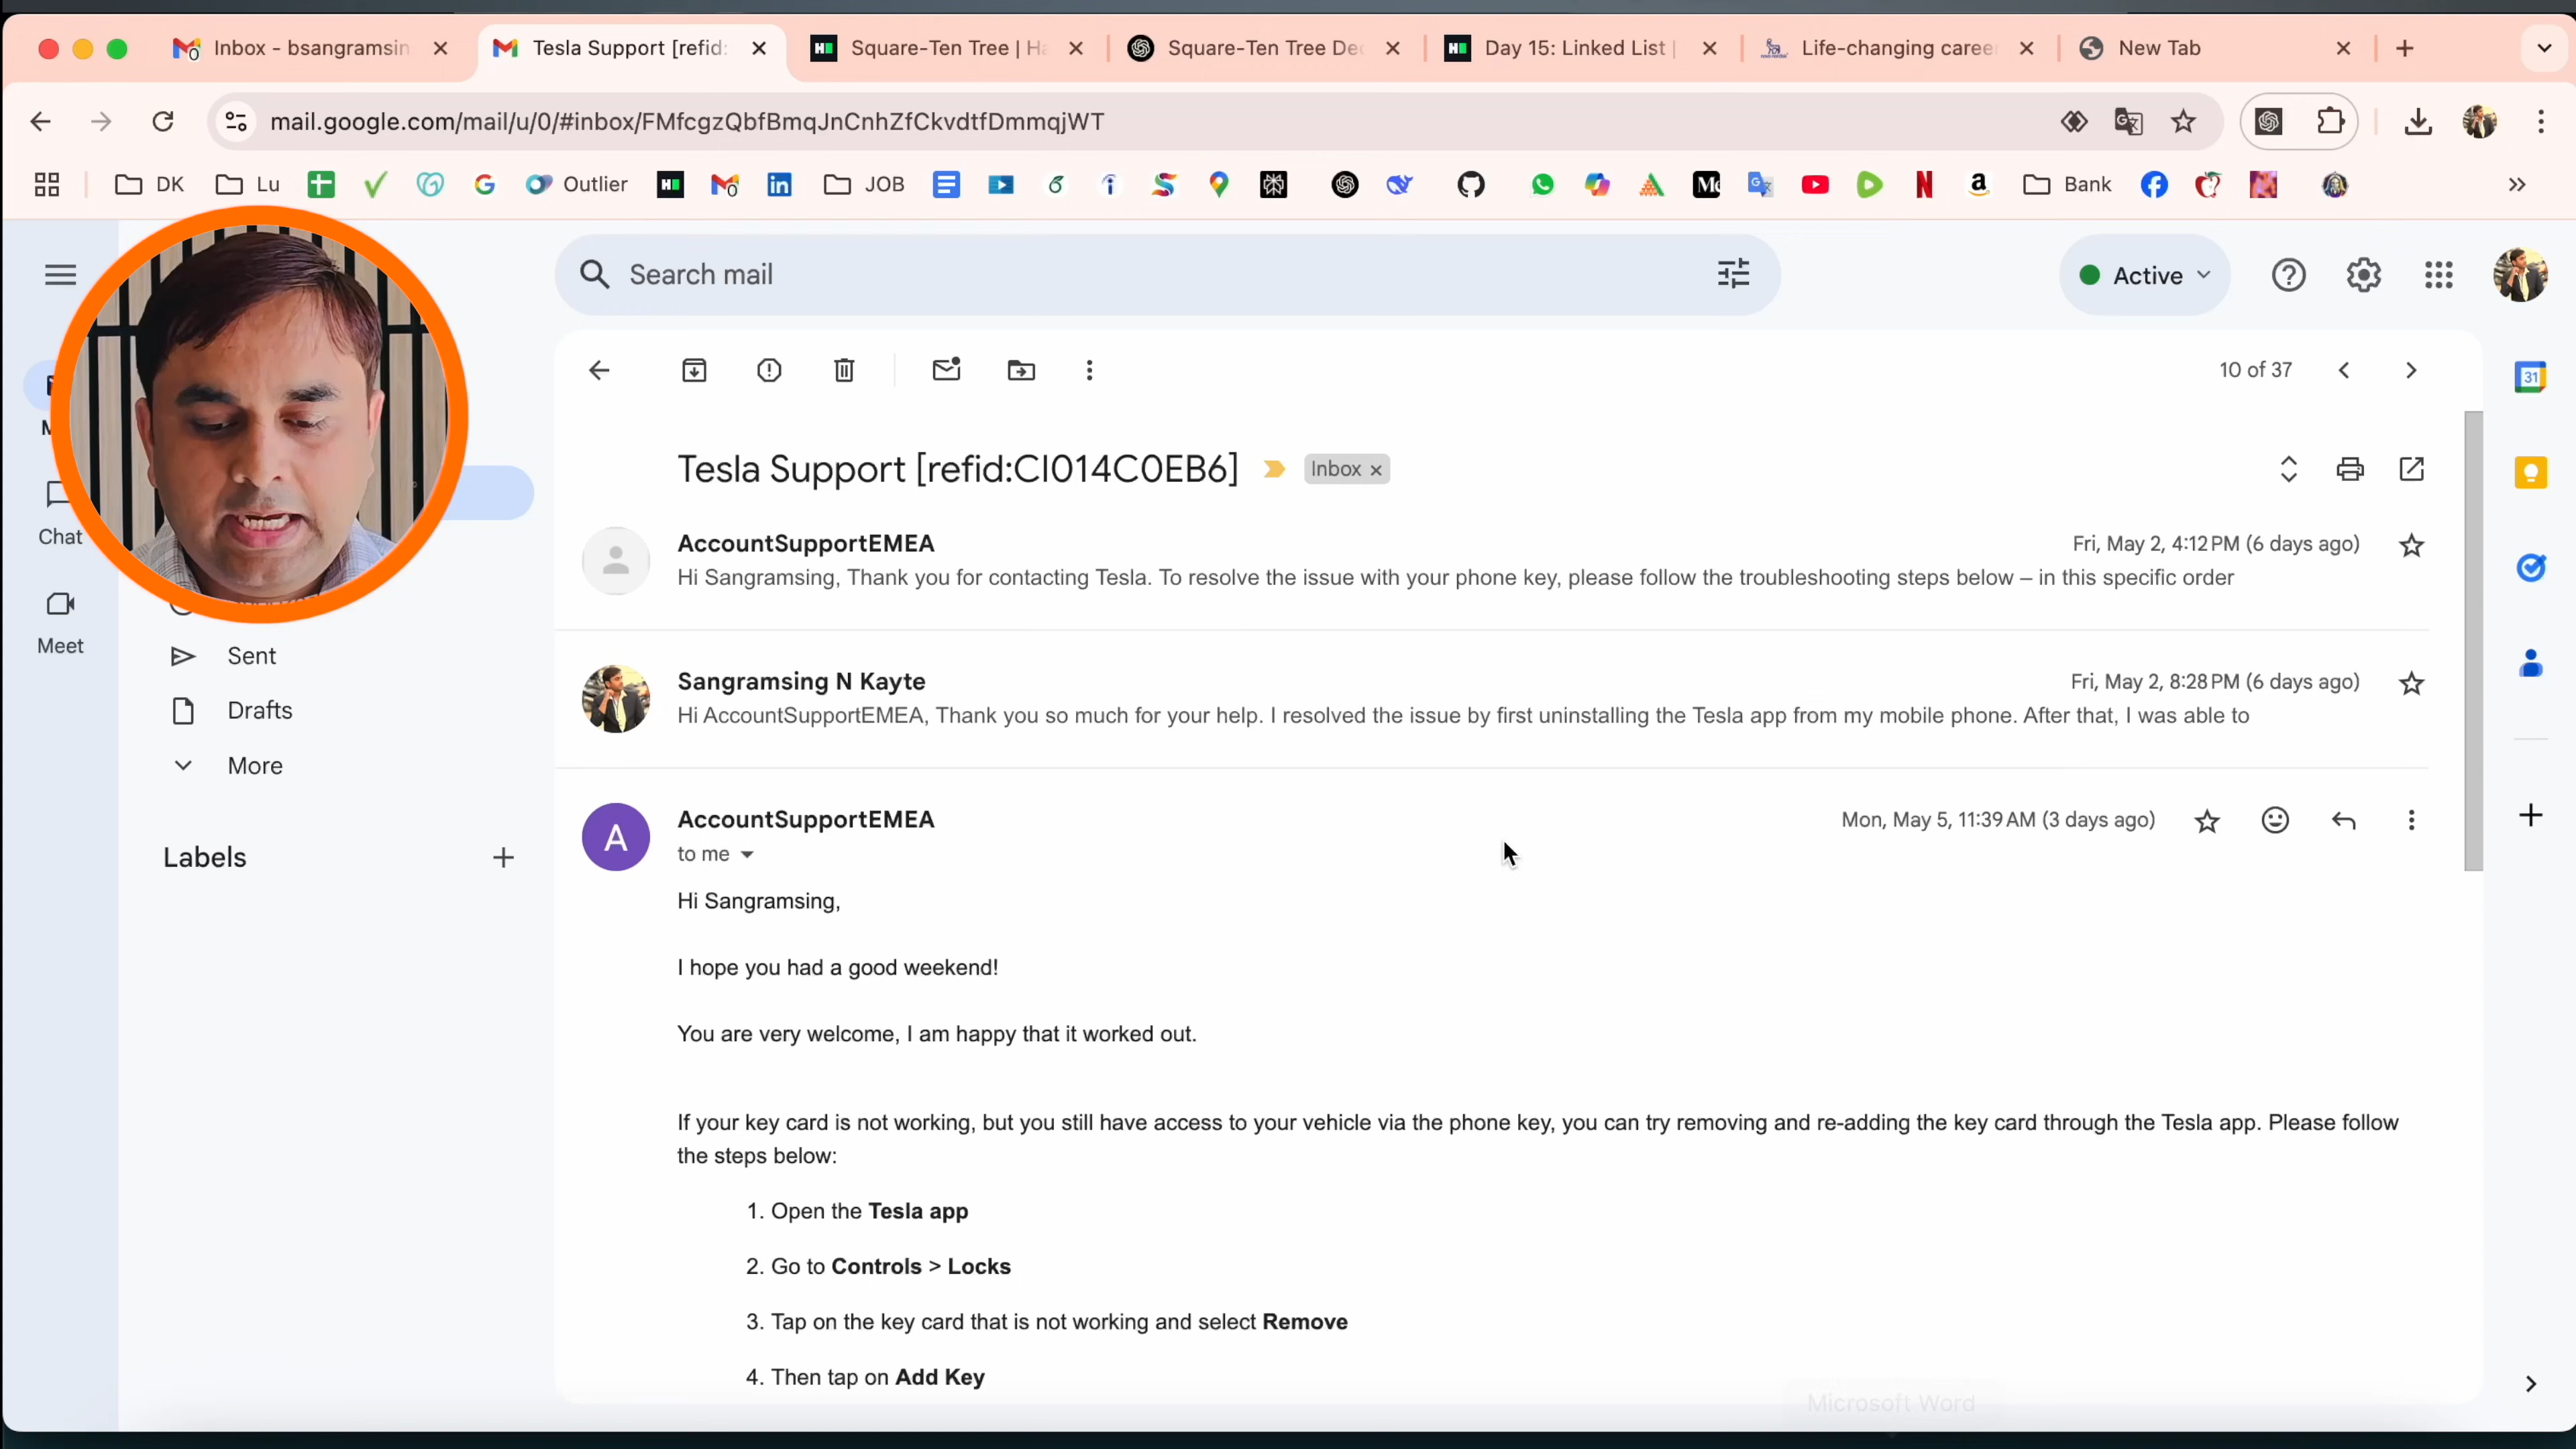 Inbox - bsangramsin
Tesla Support [refid:
Square-Ten Tree | Ha
Square-Ten Tree Dec
Day 15: Linked List |
Life-changing caree
New Tab
mail.google.com/mail/u/0/#inbox/FMfcgzQbfBmqJnCnhZfCkvdtfDmmqjWT
DK
Lu
Outlier
JOB
Bank
Search mail
Active
10 of 37
Tesla Support [refid:CI014C0EB6]
Inbox
Chat
Meet
Sent
Drafts
More
Labels
AccountSupportEMEA
Fri, May 2, 4:12 PM (6 days ago)
Hi Sangramsing, Thank you for contacting Tesla. To resolve the issue with your phone key, please follow the troubleshooting steps below – in this specific order
Sangramsing N Kayte
Fri, May 2, 8:28 PM (6 days ago)
Hi AccountSupportEMEA, Thank you so much for your help. I resolved the issue by first uninstalling the Tesla app from my mobile phone. After that, I was able to
A
AccountSupportEMEA
Mon, May 5, 11:39 AM (3 days ago)
to me
Hi Sangramsing,
I hope you had a good weekend!
You are very welcome, I am happy that it worked out.
If your key card is not working, but you still have access to your vehicle via the phone key, you can try removing and re-adding the key card through the Tesla app. Please follow
the steps below:
1. Open the Tesla app
2. Go to Controls > Locks
3. Tap on the key card that is not working and select Remove
4. Then tap on Add Key
Microsoft Word